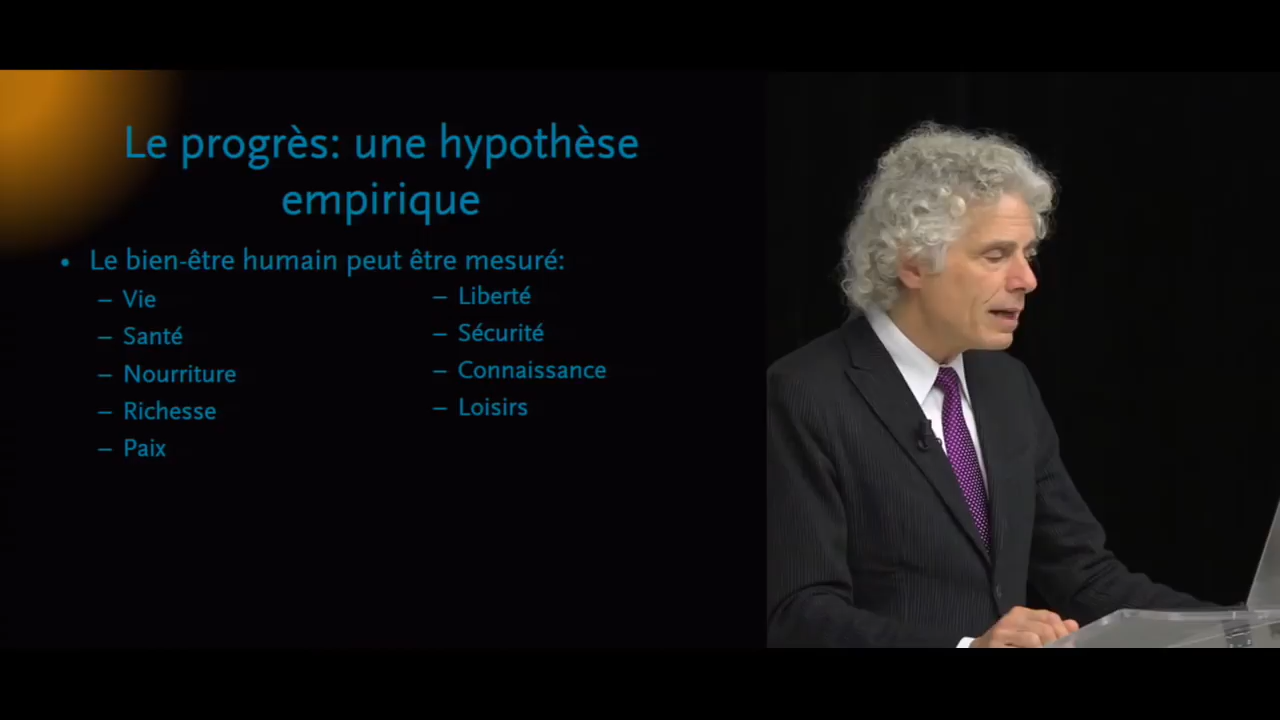 Le progrès: une hypothèse
empirique
• Le bien-être humain peut être mesuré:
– Vie
– Santé
– Nourriture
– Richesse
– Paix
– Liberté
– Sécurité
– Connaissance
– Loisirs